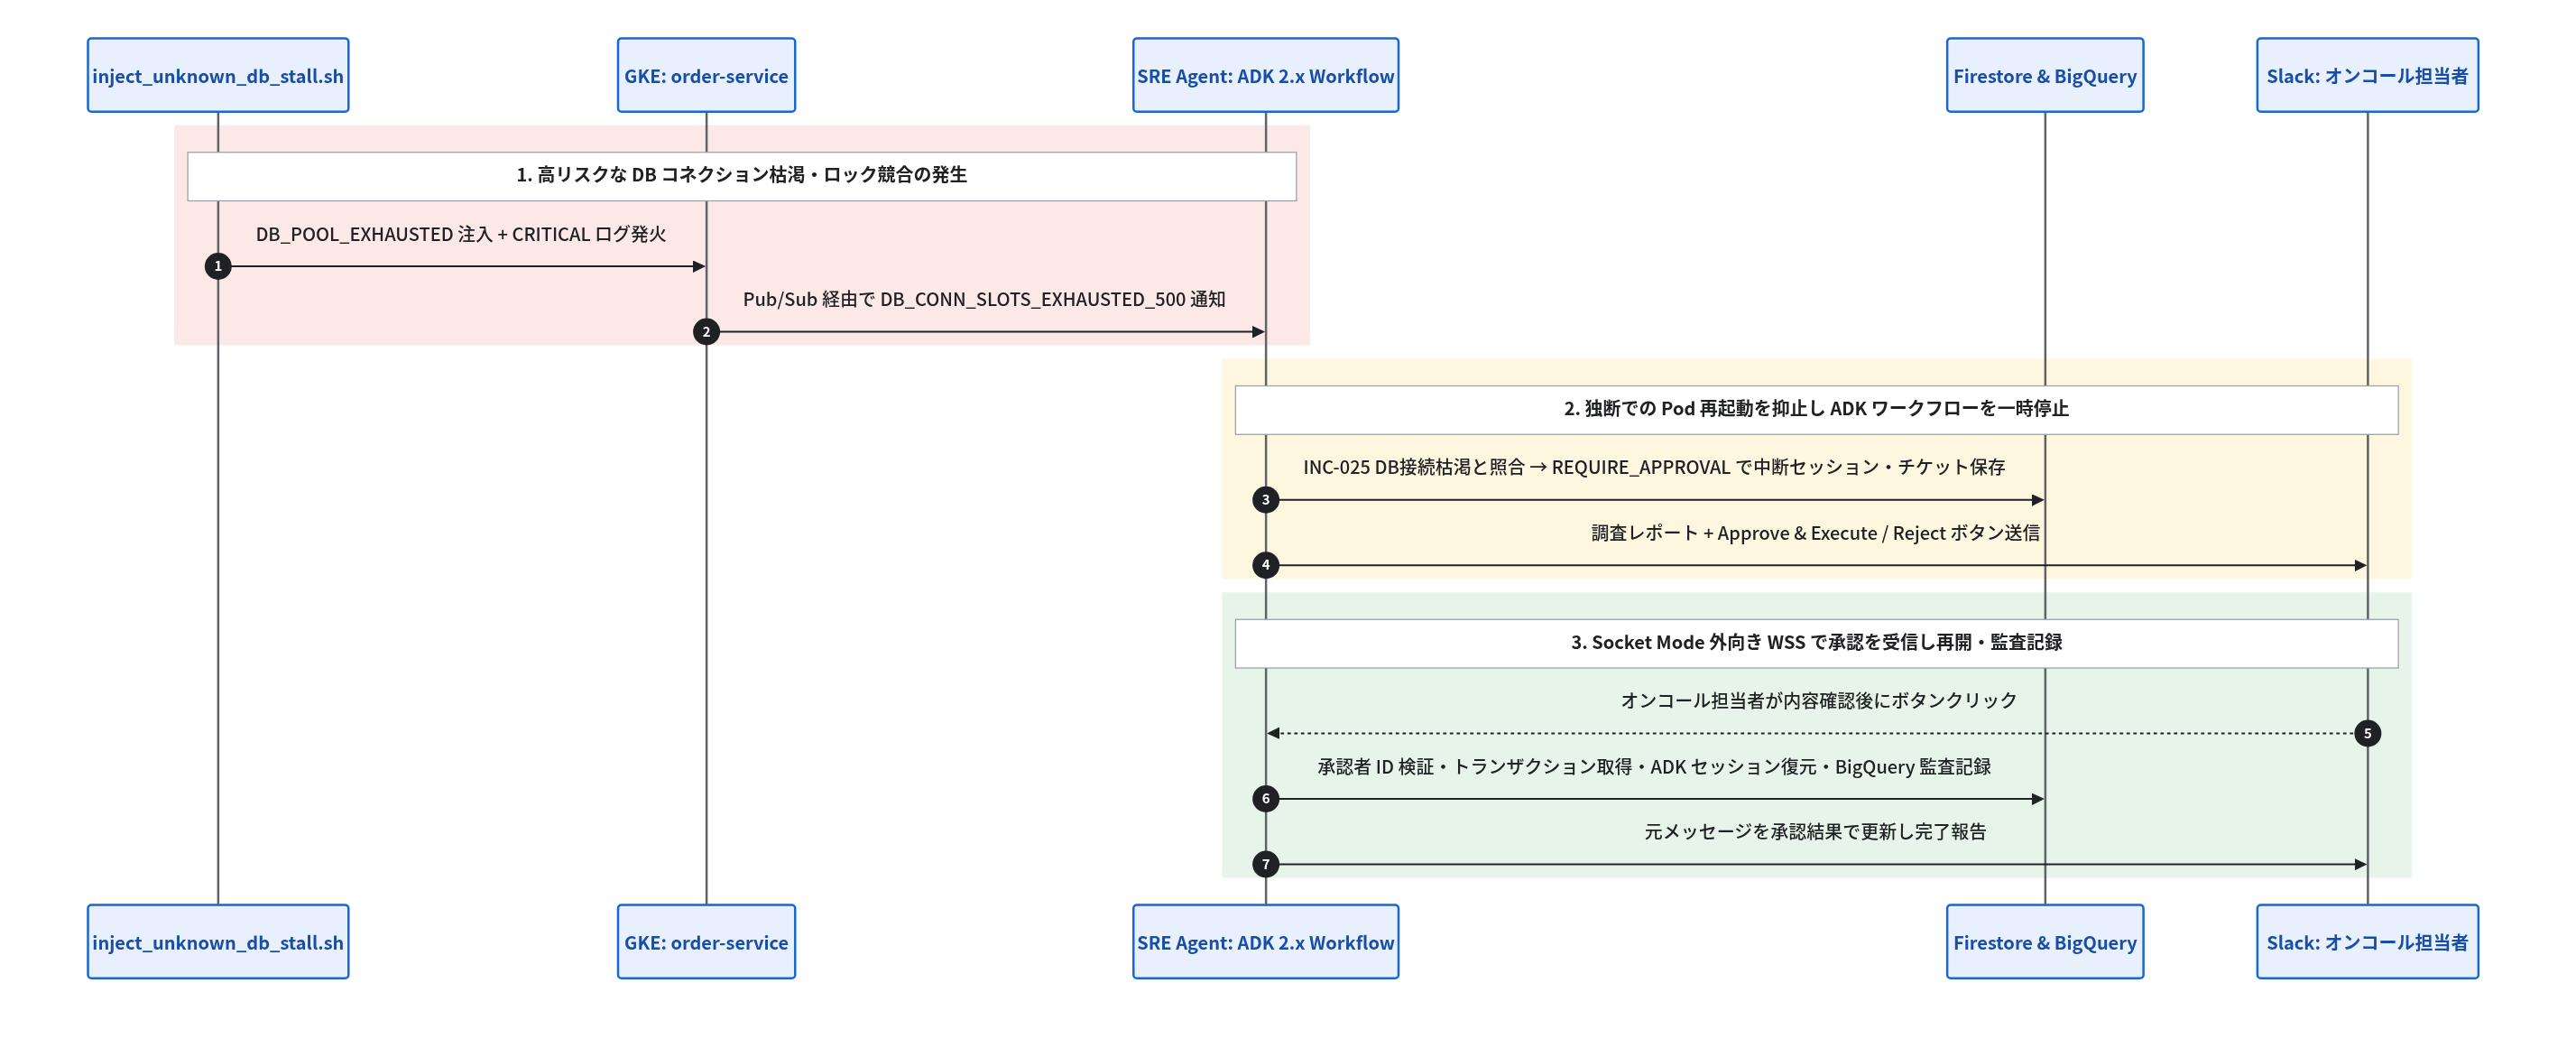 inject_unknown_db_stall.sh
GKE: order-service
SRE Agent: ADK 2.x Workflow
Firestore & BigQuery
Slack: オンコール担当者
1. 高リスクな DB コネクション枯渇・ロック競合の発生
DB_POOL_EXHAUSTED 注入 + CRITICAL ログ発火
1
Pub/Sub 経由で DB_CONN_SLOTS_EXHAUSTED_500 通知
2
2. 独断での Pod 再起動を抑止し ADK ワークフローを一時停止
INC-025 DB接続枯渇と照合 → REQUIRE_APPROVAL で中断セッション・チケット保存
3
調査レポート + Approve & Execute / Reject ボタン送信
4
3. Socket Mode 外向き WSS で承認を受信し再開・監査記録
オンコール担当者が内容確認後にボタンクリック
5
承認者 ID 検証・トランザクション取得・ADK セッション復元・BigQuery 監査記録
6
元メッセージを承認結果で更新し完了報告
7
inject_unknown_db_stall.sh
GKE: order-service
SRE Agent: ADK 2.x Workflow
Firestore & BigQuery
Slack: オンコール担当者